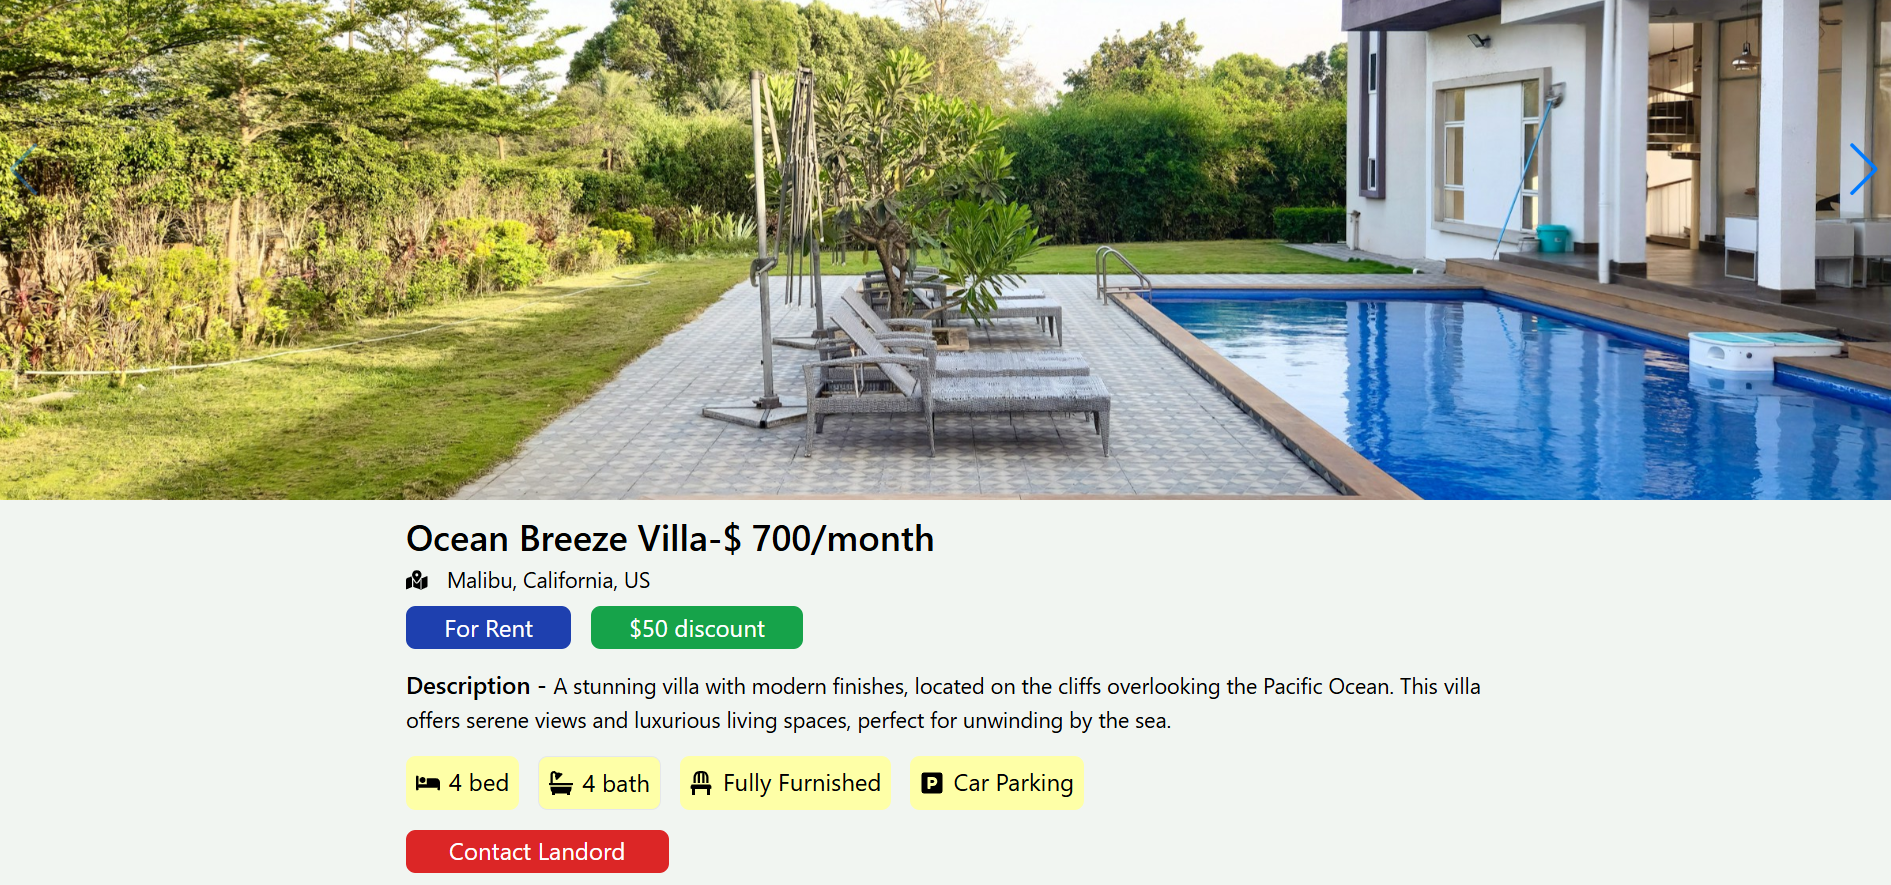 Ocean Breeze Villa-$ 700/month
Malibu, California, US
For Rent
$50 discount
Description - A stunning villa with modern finishes, located on the cliffs overlooking the Pacific Ocean. This villa
offers serene views and luxurious living spaces, perfect for unwinding by the sea.
4 bed
4 bath
Fully Furnished
P Car Parking
Contact Landord